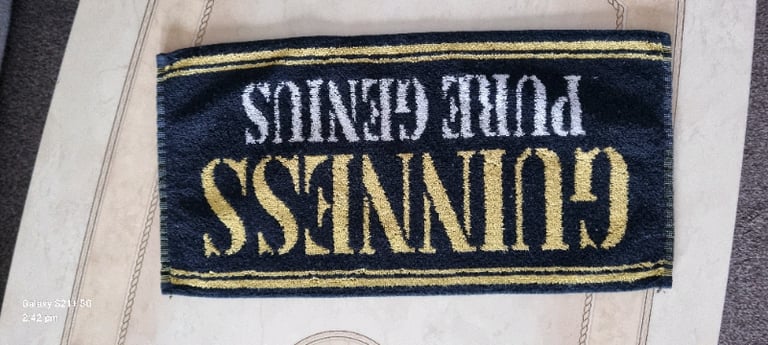 GUINNESS
PURE GENIUS
Galaxy S21 5G
2:42 pm